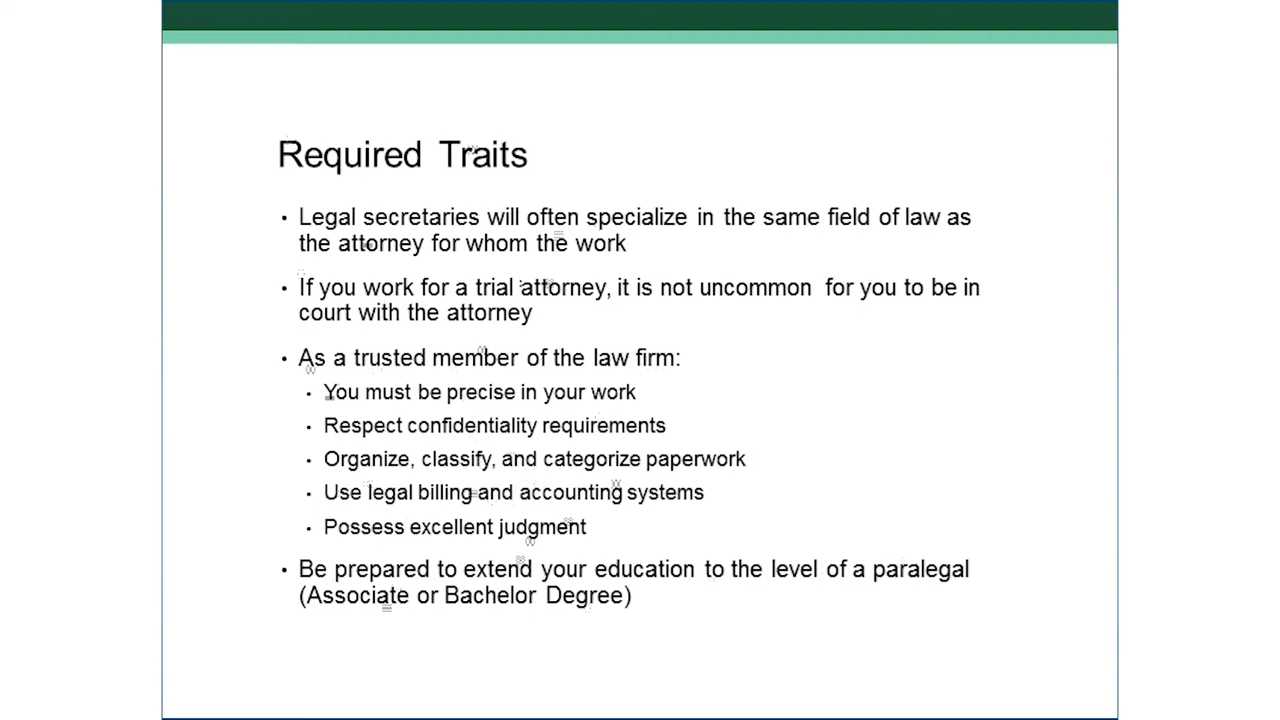 Required Traits
• Legal secretaries will often specialize in the same field of law as
the attorney for whom the work
• If you work for a trial attorney, it is not uncommon for you to be in
court with the attorney
• As a trusted member of the law firm:
• You must be precise in your work
• Respect confidentiality requirements
• Organize, classify, and categorize paperwork
• Use legal billing and accounting systems
• Possess excellent judgment
• Be prepared to extend your education to the level of a paralegal
(Associate or Bachelor Degree)